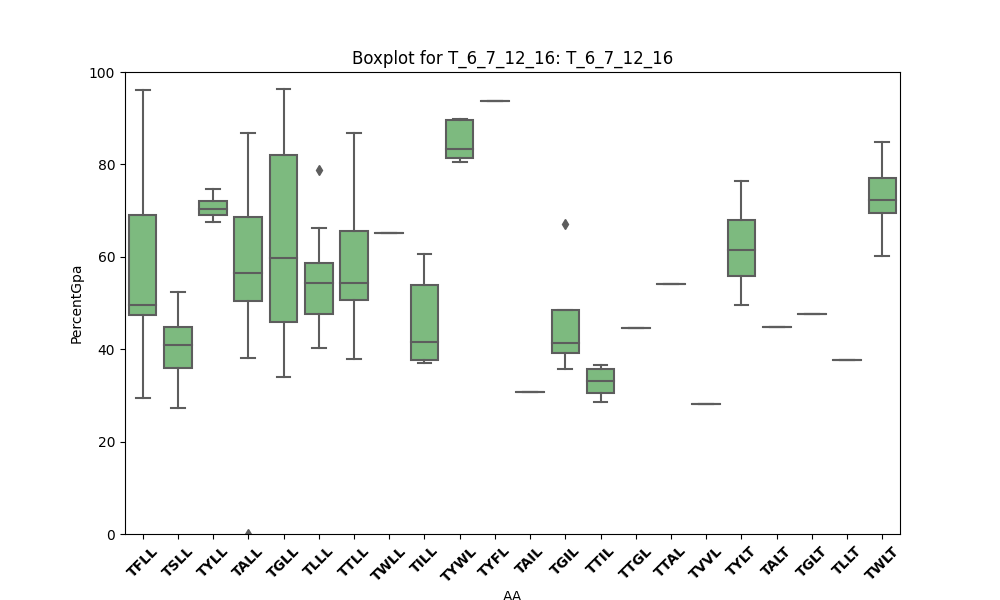 Boxplot for T_6_7_12_16: T_6_7_12_16
100
80
60
40
20
0
PercentGpa
TFLL TSLL TYLL TALL TGLL TLLL TTLL TWLL TILL TYWL TYFL TAIL TGIL TTIL TTGL TTAL TVVL TYLT TALT TGLT TLLT TWLT
AA